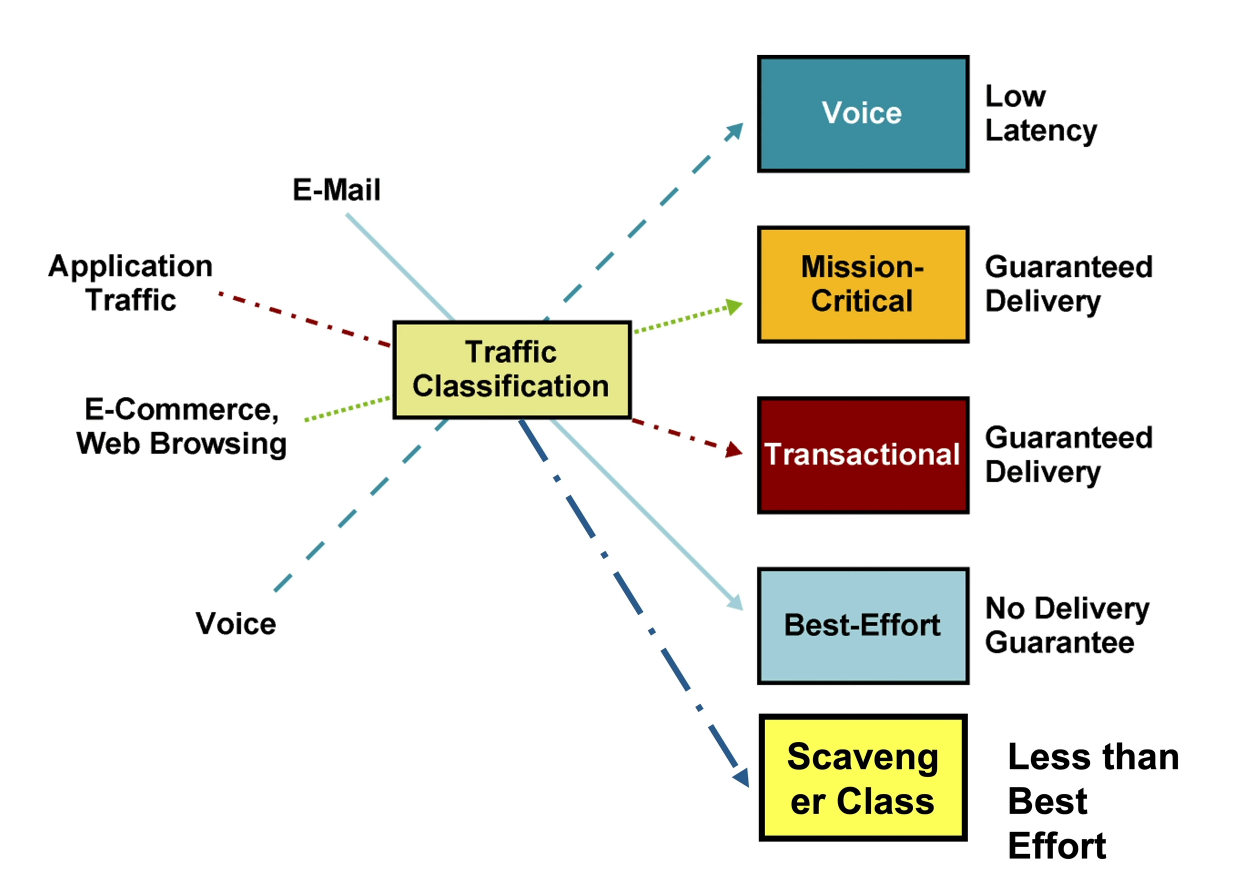 E-Mail
Application
Traffic
E-Commerce,
Web Browsing
Voice
Traffic
Classification
Voice
Low
Latency
Mission-
Critical
Guaranteed
Delivery
Transactional
Guaranteed
Delivery
Best-Effort
No Delivery
Guarantee
Scaveng
er Class
Less than
Best
Effort